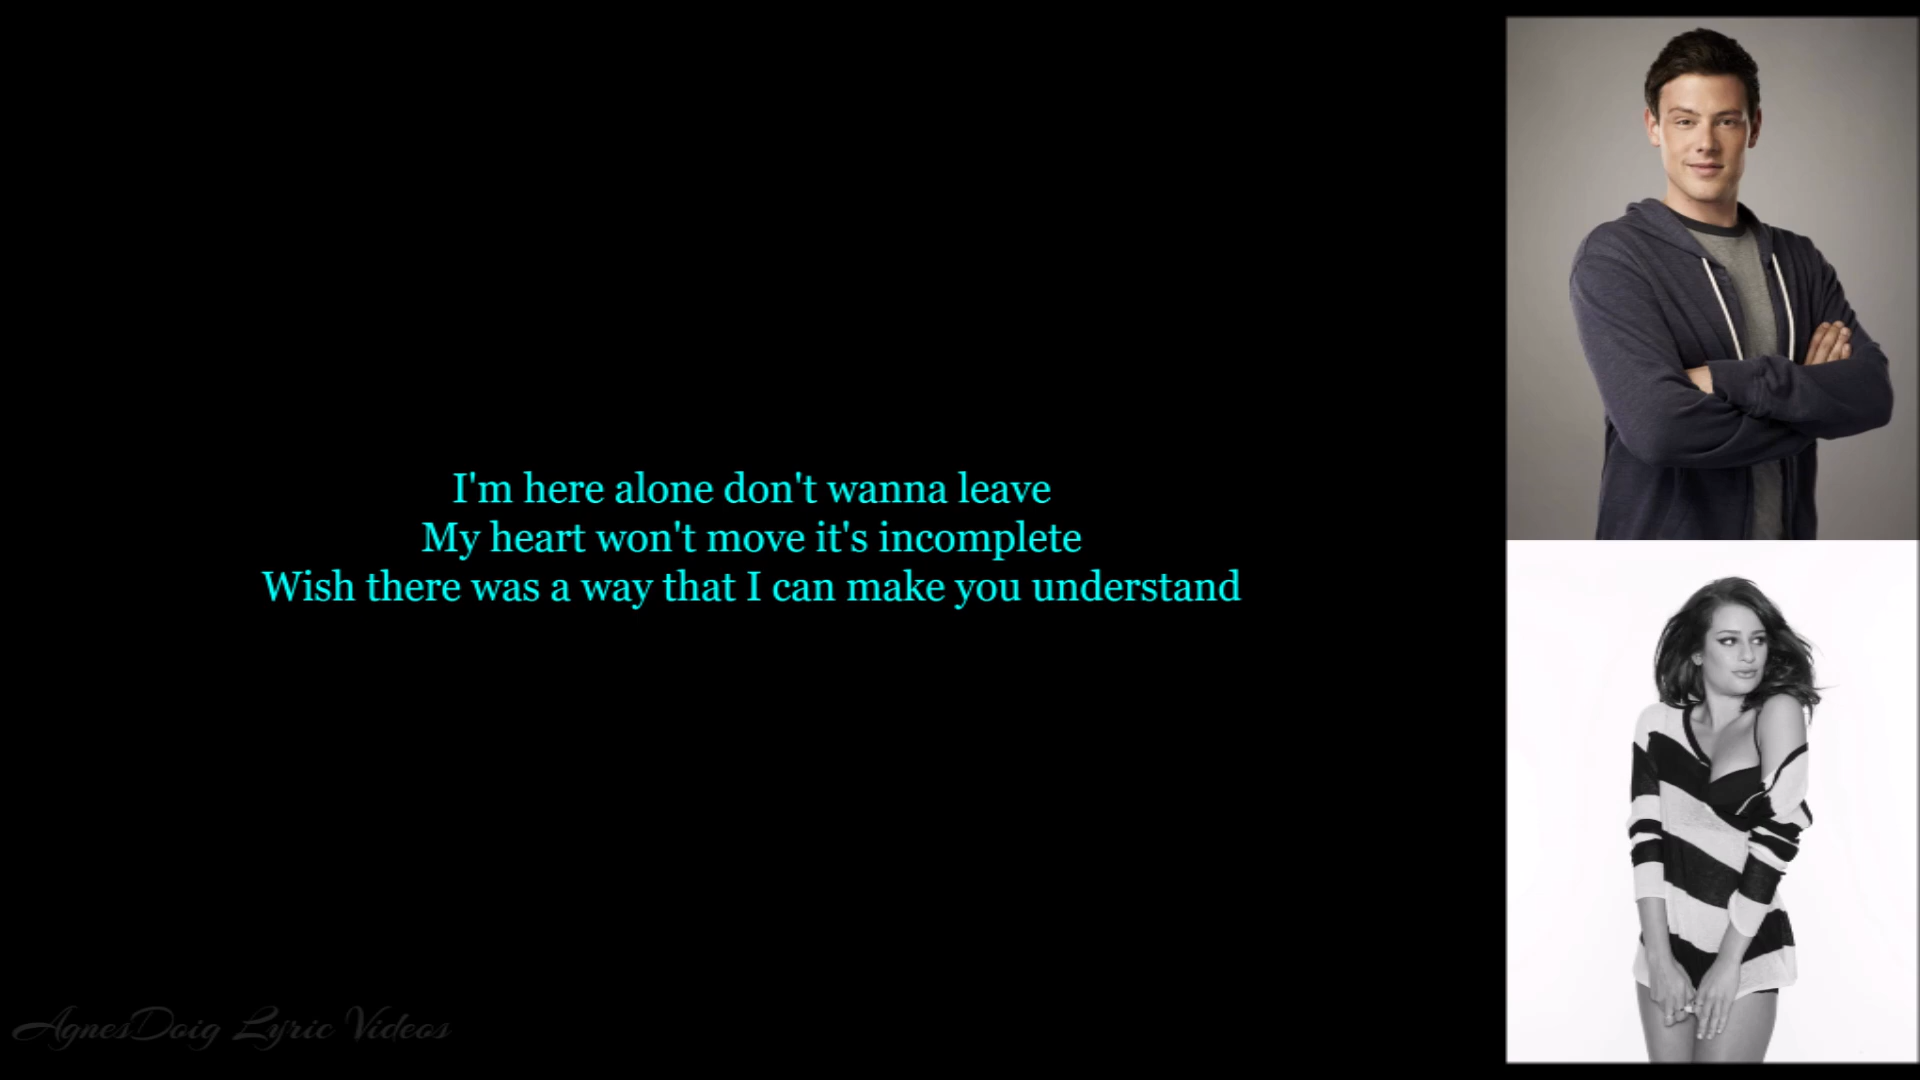 I'm here alone don't wanna leave
My heart won't move it's incomplete
Wish there was a way that I can make you understand
AgnesDoig Lyric Videos